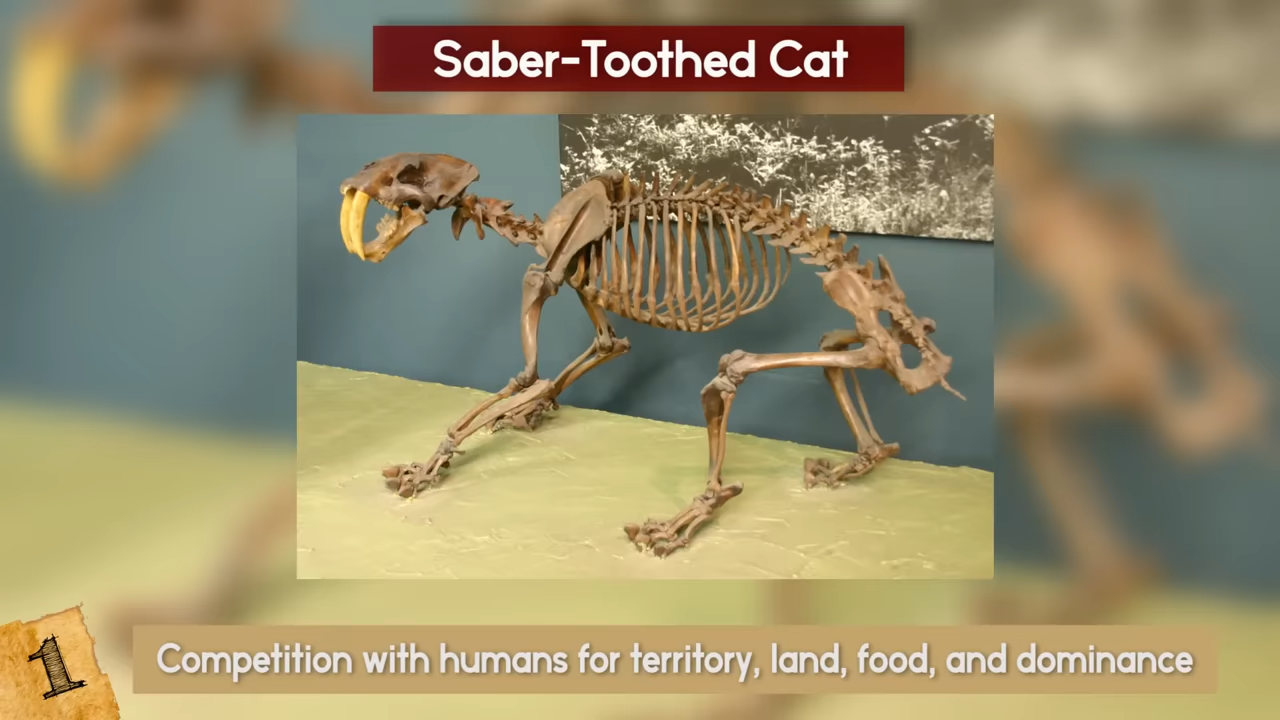 Saber-Toothed Cat
1
Competition with humans for territory, land, food, and dominance